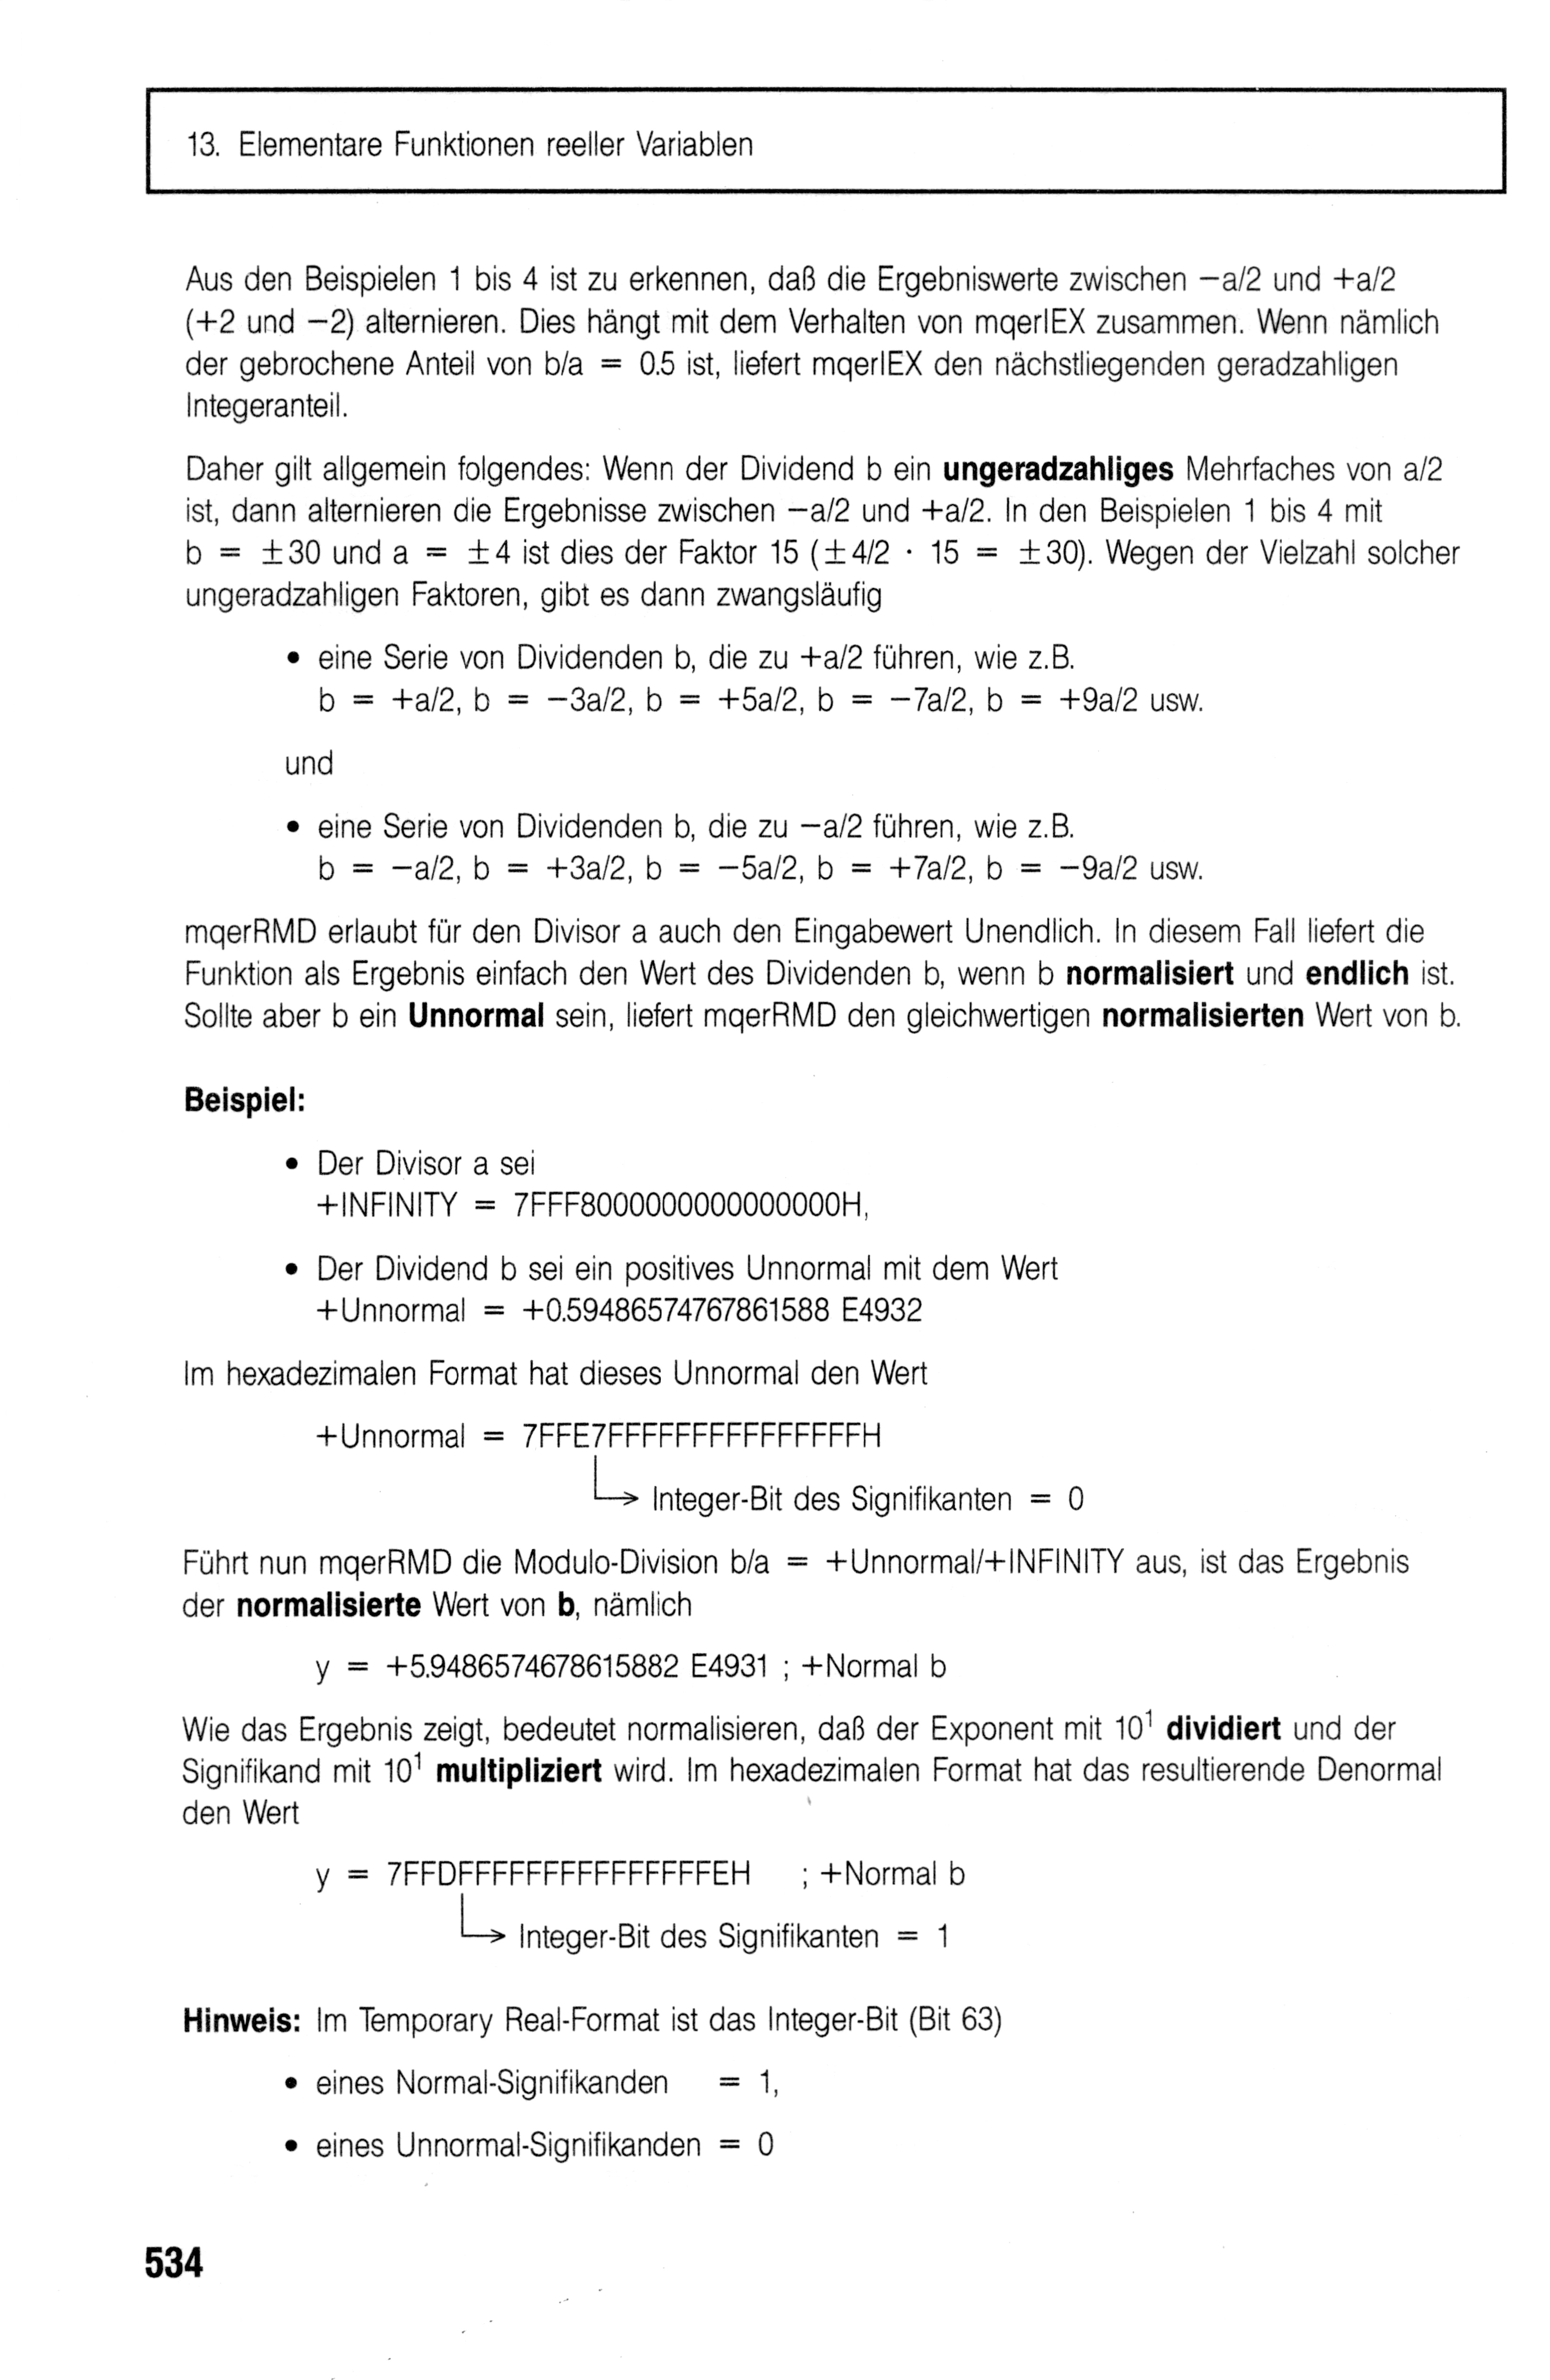 13. Elementare Funktionen reeller Variablen
Aus den Beispielen 1 bis 4 ist zu erkennen, daß die Ergebniswerte zwischen −a/2 und +a/2
(+2 und −2) alternieren. Dies hängt mit dem Verhalten von mqerIEX zusammen. Wenn nämlich
der gebrochene Anteil von b/a = 0.5 ist, liefert mqerIEX den nächstliegenden geradzahligen
Integeranteil.
Daher gilt allgemein folgendes: Wenn der Dividend b ein ungeradzahliges Mehrfaches von a/2
ist, dann alternieren die Ergebnisse zwischen −a/2 und +a/2. In den Beispielen 1 bis 4 mit
b = ±30 und a = ±4 ist dies der Faktor 15 (±4/2 · 15 = ±30). Wegen der Vielzahl solcher
ungeradzahligen Faktoren, gibt es dann zwangsläufig
• eine Serie von Dividenden b, die zu +a/2 führen, wie z.B.
b = +a/2, b = −3a/2, b = +5a/2, b = −7a/2, b = +9a/2 usw.
und
• eine Serie von Dividenden b, die zu −a/2 führen, wie z.B.
b = −a/2, b = +3a/2, b = −5a/2, b = +7a/2, b = −9a/2 usw.
mqerRMD erlaubt für den Divisor a auch den Eingabewert Unendlich. In diesem Fall liefert die
Funktion als Ergebnis einfach den Wert des Dividenden b, wenn b normalisiert und endlich ist.
Sollte aber b ein Unnormal sein, liefert mqerRMD den gleichwertigen normalisierten Wert von b.
Beispiel:
• Der Divisor a sei
+INFINITY = 7FFF8000000000000000H,
• Der Dividend b sei ein positives Unnormal mit dem Wert
+Unnormal = +0.59486574767861588 E4932
Im hexadezimalen Format hat dieses Unnormal den Wert
+Unnormal = 7FFE7FFFFFFFFFFFFFFFH
Integer-Bit des Signifikanten = 0
Führt nun mqerRMD die Modulo-Division b/a = +Unnormal/+INFINITY aus, ist das Ergebnis
der normalisierte Wert von b, nämlich
y = +5.9486574678615882 E4931 ; +Normal b
Wie das Ergebnis zeigt, bedeutet normalisieren, daß der Exponent mit 10¹ dividiert und der
Signifikand mit 10¹ multipliziert wird. Im hexadezimalen Format hat das resultierende Denormal
den Wert
y = 7FFDFFFFFFFFFFFFFFFEH ; +Normal b
Integer-Bit des Signifikanten = 1
Hinweis: Im Temporary Real-Format ist das Integer-Bit (Bit 63)
• eines Normal-Signifikanden = 1,
• eines Unnormal-Signifikanden = 0
534